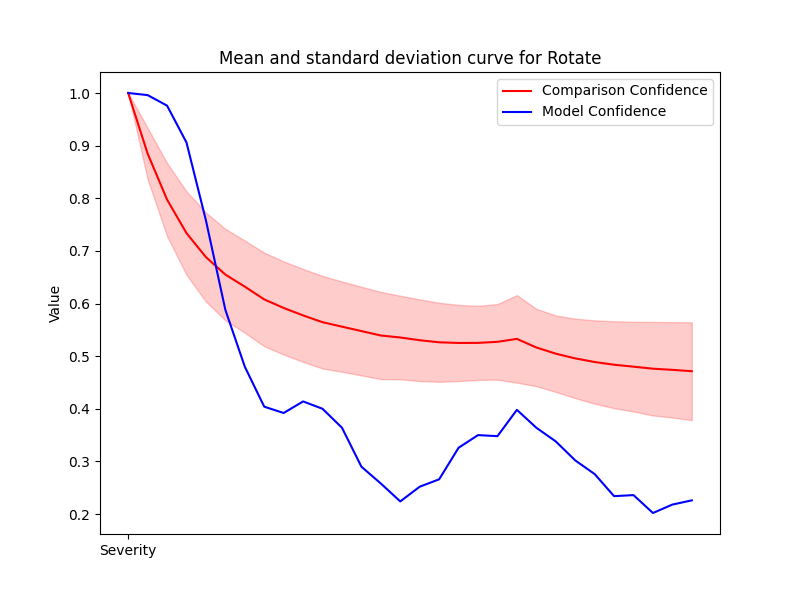 Mean and standard deviation curve for Rotate
Comparison Confidence
Model Confidence
1.0
0.9
0.8
0.7
0.6
0.5
0.4
0.3
0.2
Value
Severity